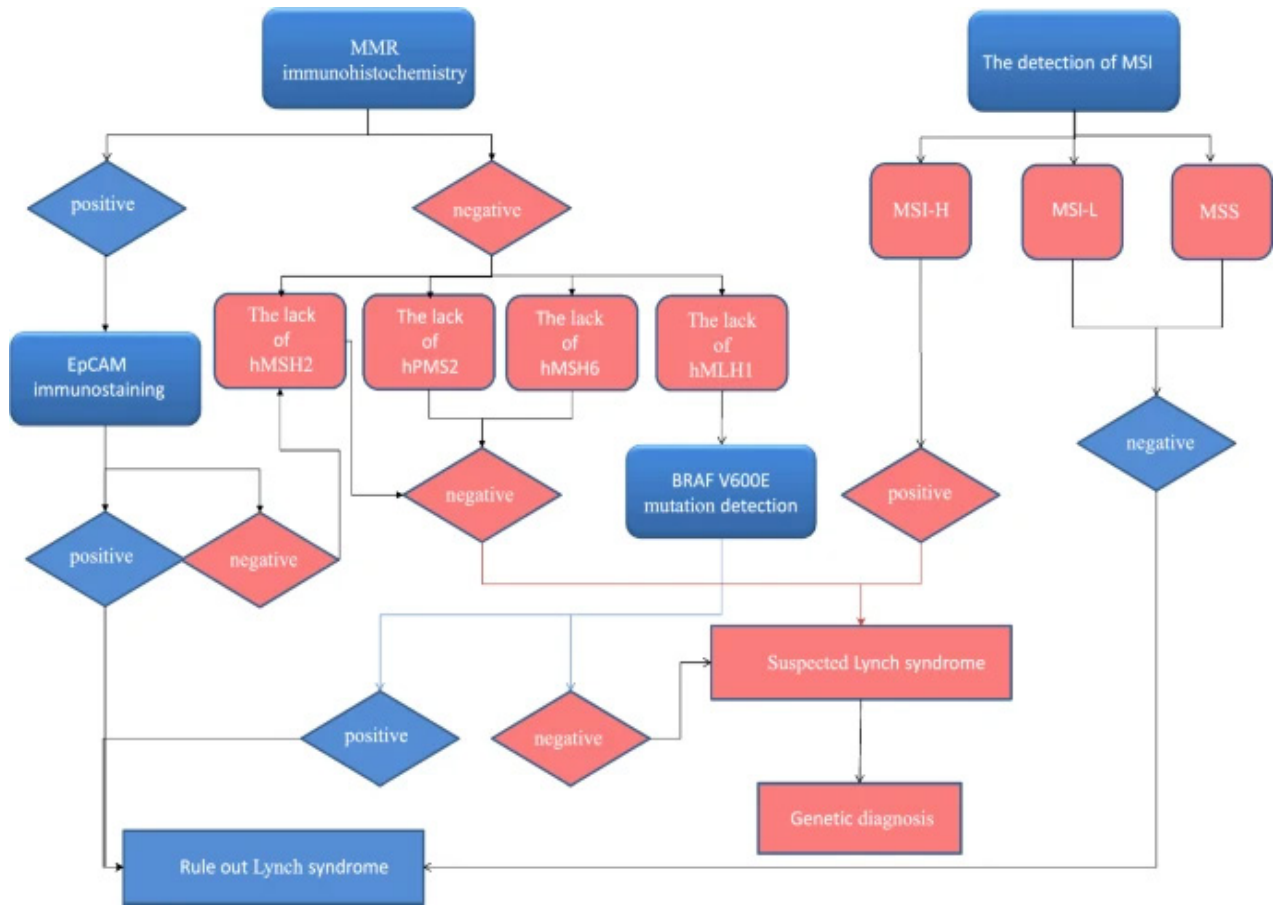 MMR
immunohistochemistry
The detection of MSI
positive
negative
MSI-H
MSI-L
MSS
The lack
of
hMSH2
The lack
of
hPMS2
The lack
of
hMSH6
The lack
of
hMLH1
EpCAM
immunostaining
negative
BRAF V600E
mutation detection
positive
negative
positive
negative
Suspected Lynch syndrome
positive
negative
Genetic diagnosis
Rule out Lynch syndrome